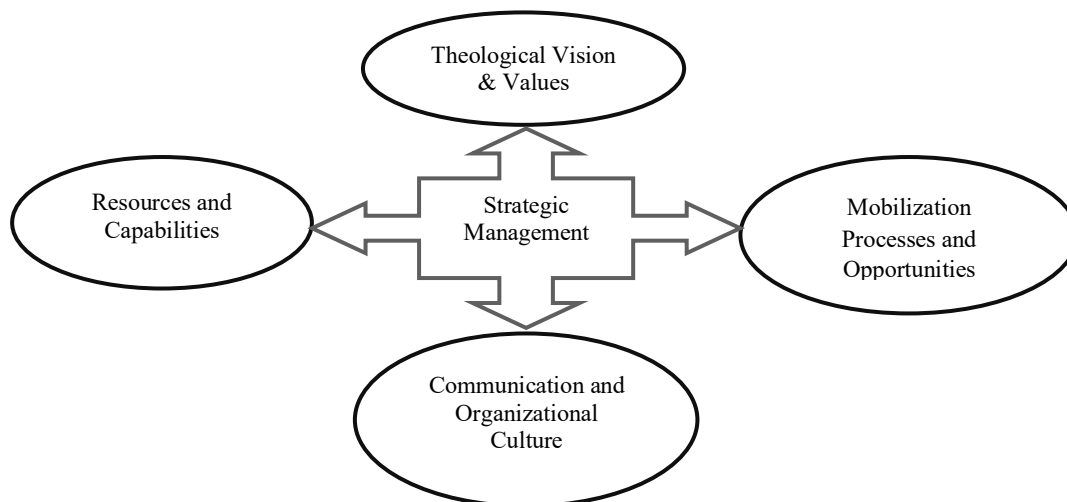 Theological Vision
& Values
Resources and
Capabilities
Strategic
Management
Mobilization
Processes and
Opportunities
Communication and
Organizational
Culture